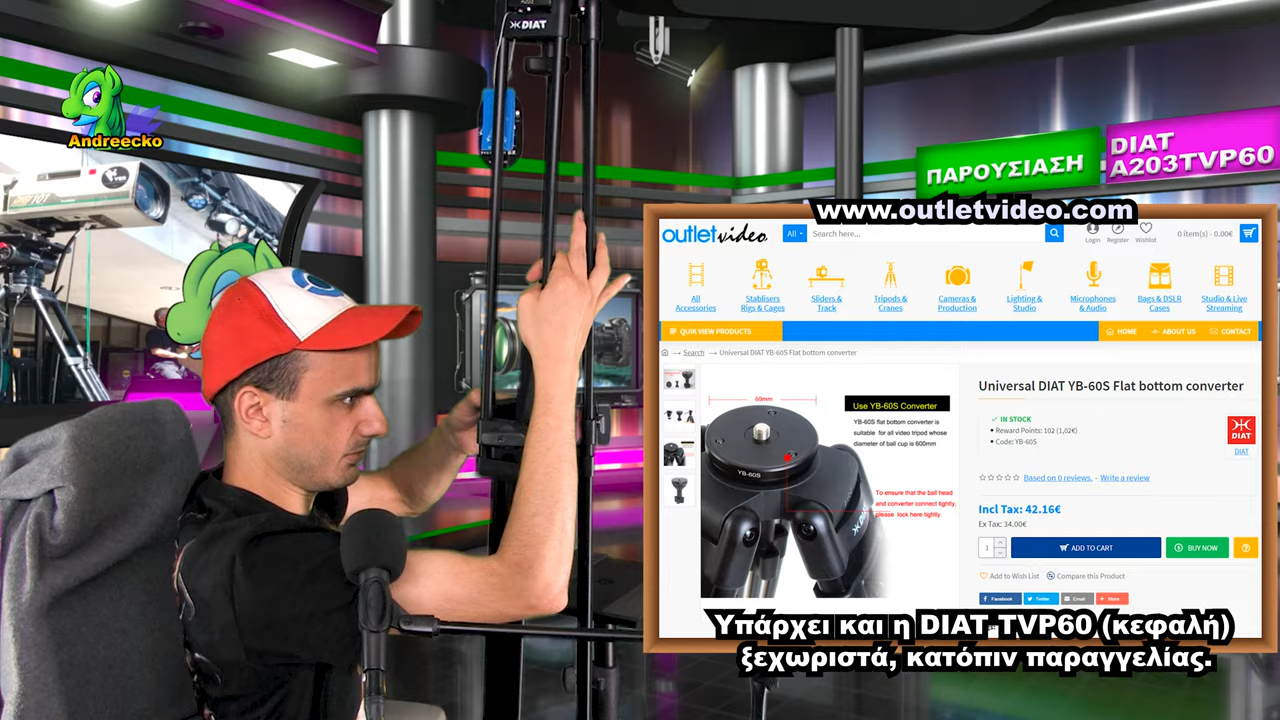 DIAT
Andreecko
ΠΑΡΟΥΣΙΑΣΗ
DIAT
A203TVP60
www.outletvideo.com
outletvideo
All
Search here...
Login
Register
Wishlist
0 item(s) - 0.00€
All
Accessories
Stablisers
Rigs & Cages
Sliders &
Track
Tripods &
Cranes
Cameras &
Production
Lighting &
Studio
Microphones
& Audio
Bags & DSLR
Cases
Studio & Live
Streaming
QUIK VIEW PRODUCTS
HOME
ABOUT US
CONTACT
Search
Universal DIAT YB-60S Flat bottom converter
60mm
Use YB-60S Converter
YB-60S flat bottom converter is
suitable for all video tripod whose
diameter of ball cup is 600mm
YB-60S
To ensure that the ball head
and converter connect tightly,
please lock here tightly
Universal DIAT YB-60S Flat bottom converter
IN STOCK
Reward Points: 102 (1,02€)
Code: YB-60S
DIAT
DIAT
Based on 0 reviews. - Write a review
Incl Tax: 42.16€
Ex Tax: 34.00€
1
ADD TO CART
BUY NOW
Add to Wish List
Compare this Product
Facebook
Twitter
Email
More
Υπάρχει και η DIAT TVP60 (κεφαλή)
ξεχωριστά, κατόπιν παραγγελίας.